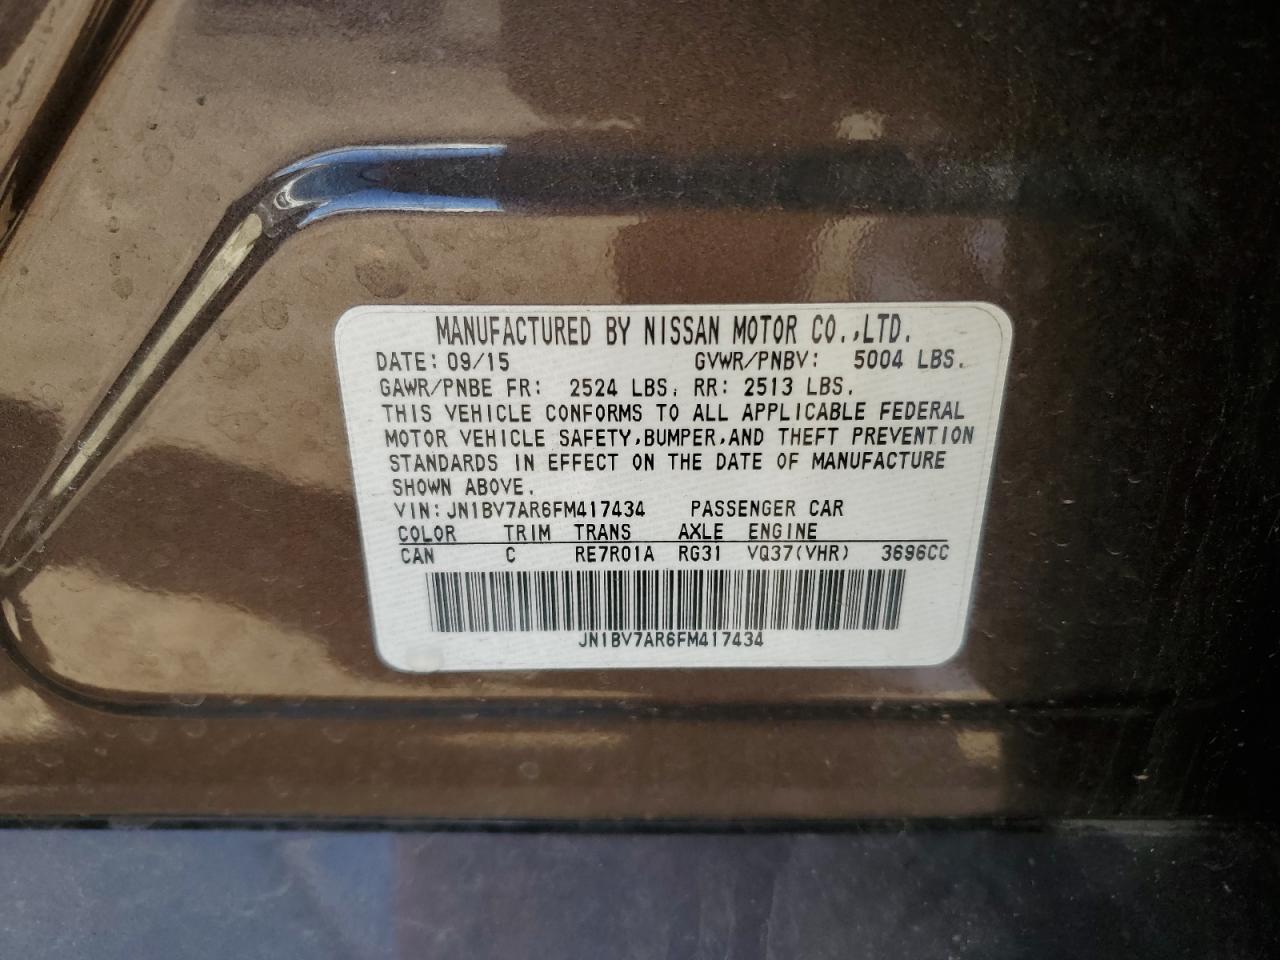 MANUFACTURED BY NISSAN MOTOR CO.,LTD.
DATE: 09/15 GVWR/PNBV: 5004 LBS.
GAWR/PNBE FR: 2524 LBS. RR: 2513 LBS.
THIS VEHICLE CONFORMS TO ALL APPLICABLE FEDERAL
MOTOR VEHICLE SAFETY,BUMPER,AND THEFT PREVENTION
STANDARDS IN EFFECT ON THE DATE OF MANUFACTURE
SHOWN ABOVE.
VIN: JN1BV7AR6FM417434 PASSENGER CAR
COLOR TRIM TRANS AXLE ENGINE
CAN C RE7R01A RG31 VQ37(VHR) 3696CC
JN1BV7AR6FM417434